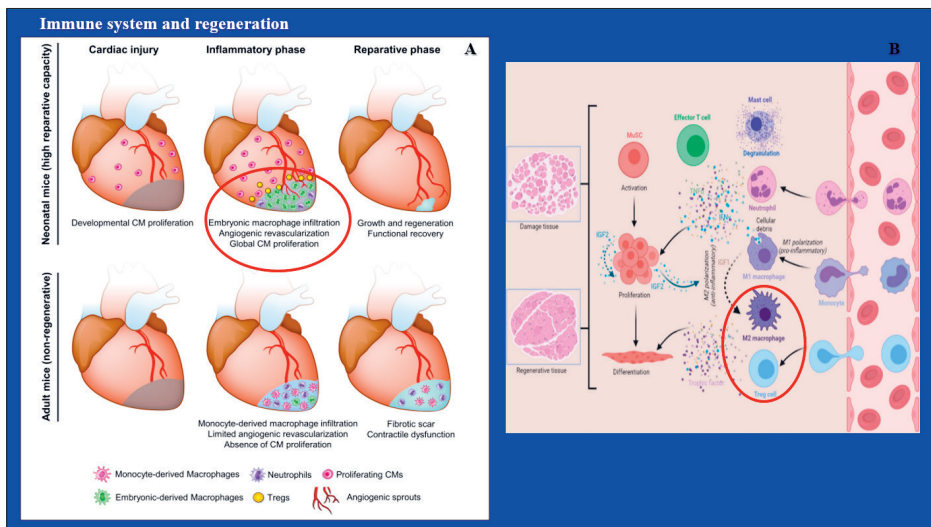 Immune system and regeneration
A
Cardiac injury
Inflammatory phase
Reparative phase
Neonatal mice (high reparative capacity)
Developmental CM proliferation
Embryonic macrophage infiltration
Angiogenic revascularization
Global CM proliferation
Growth and regeneration
Functional recovery
Adult mice (non-regenerative)
Monocyte-derived macrophage infiltration
Limited angiogenic revascularization
Absence of CM proliferation
Fibrotic scar
Contractile dysfunction
Monocyte-derived Macrophages
Neutrophils
Proliferating CMs
Embryonic-derived Macrophages
Tregs
Angiogenic sprouts
B
Damage tissue
Regenerative tissue
MuSC
Activation
IGF2
Proliferation
IGF2
Differentiation
Effector T cell
M2 polarization
(anti-inflammatory)
IGF1
Trophic factor
Mast cell
Degranulation
Neutrophil
Cellular
debris
M1 polarization
(pro-inflammatory)
M1 macrophage
Monocyte
M2 macrophage
Treg cell